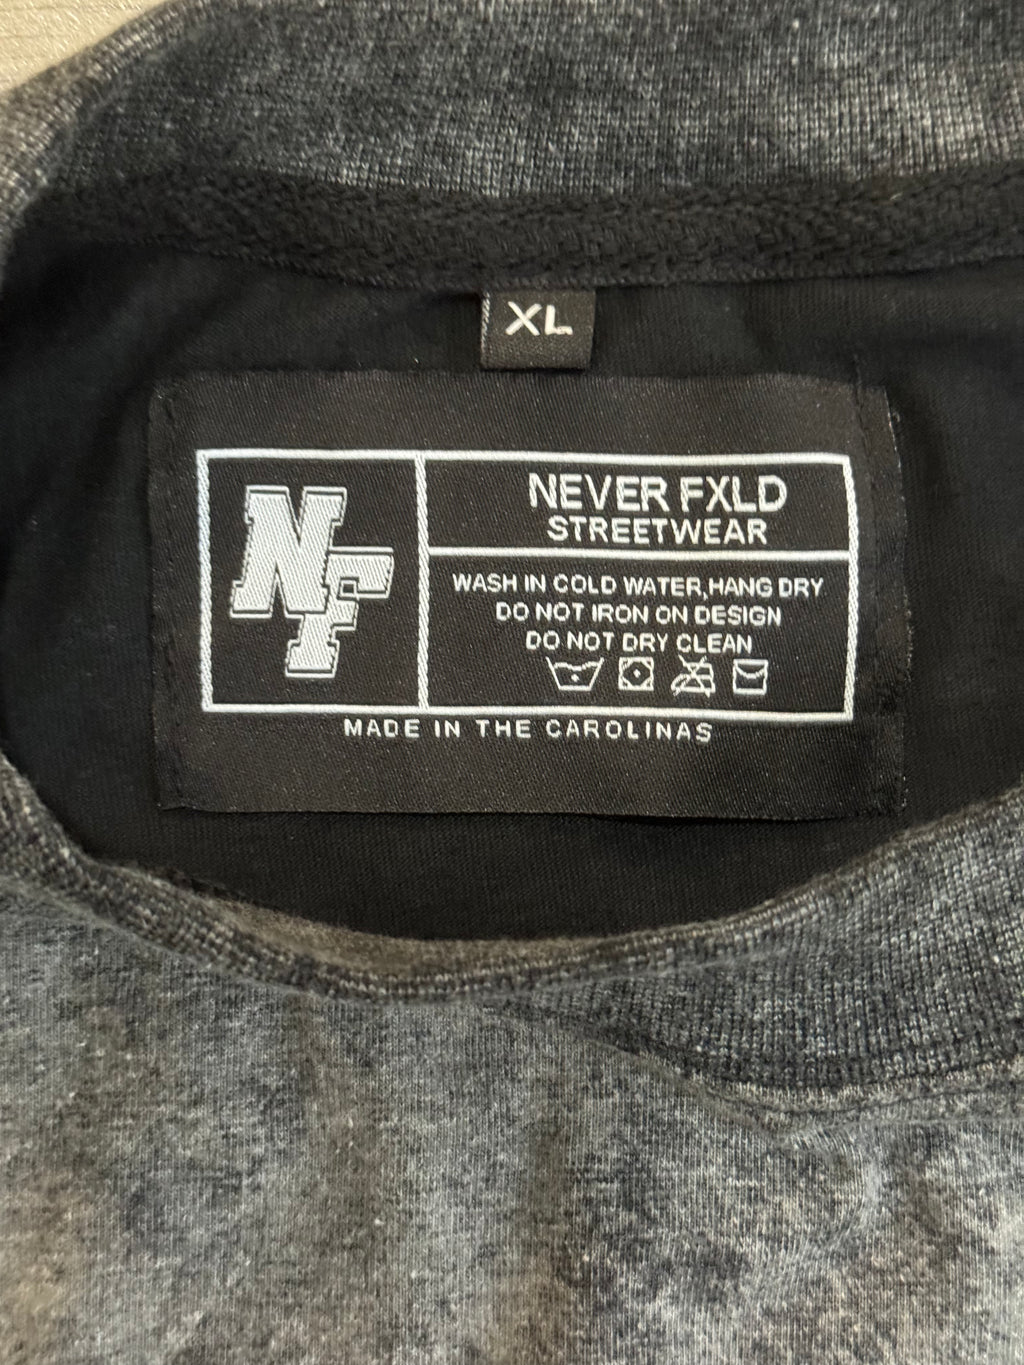 XL
NF
NEVER FXLD
STREETWEAR
WASH IN COLD WATER,HANG DRY
DO NOT IRON ON DESIGN
DO NOT DRY CLEAN
MADE IN THE CAROLINAS